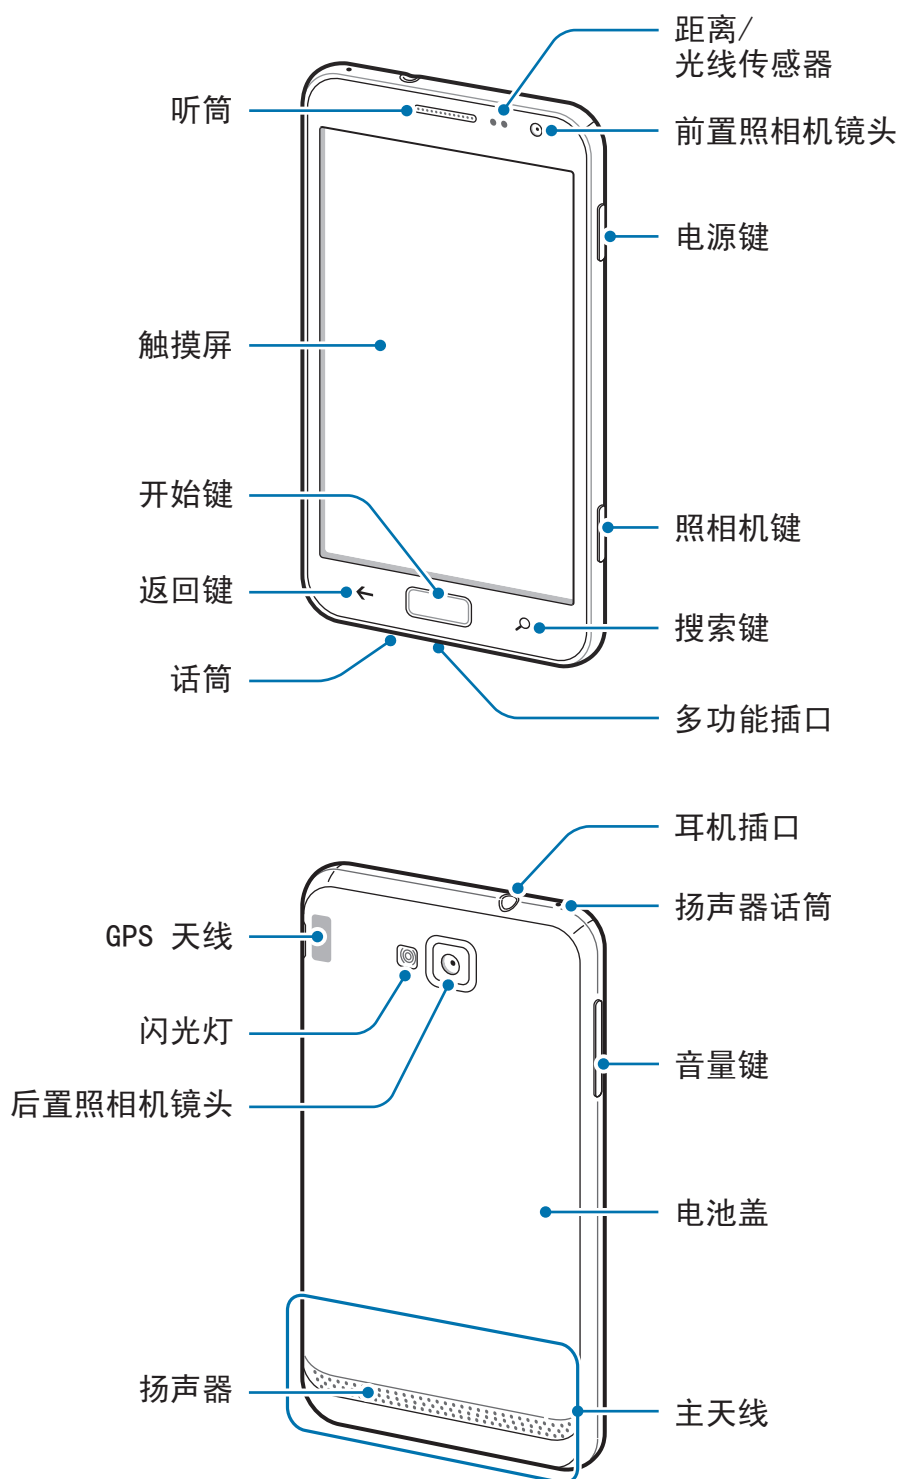 距离/
光线传感器
听筒
前置照相机镜头
电源键
触摸屏
开始键
照相机键
返回键
搜索键
话筒
多功能插口
耳机插口
扬声器话筒
GPS 天线
闪光灯
音量键
后置照相机镜头
电池盖
扬声器
主天线